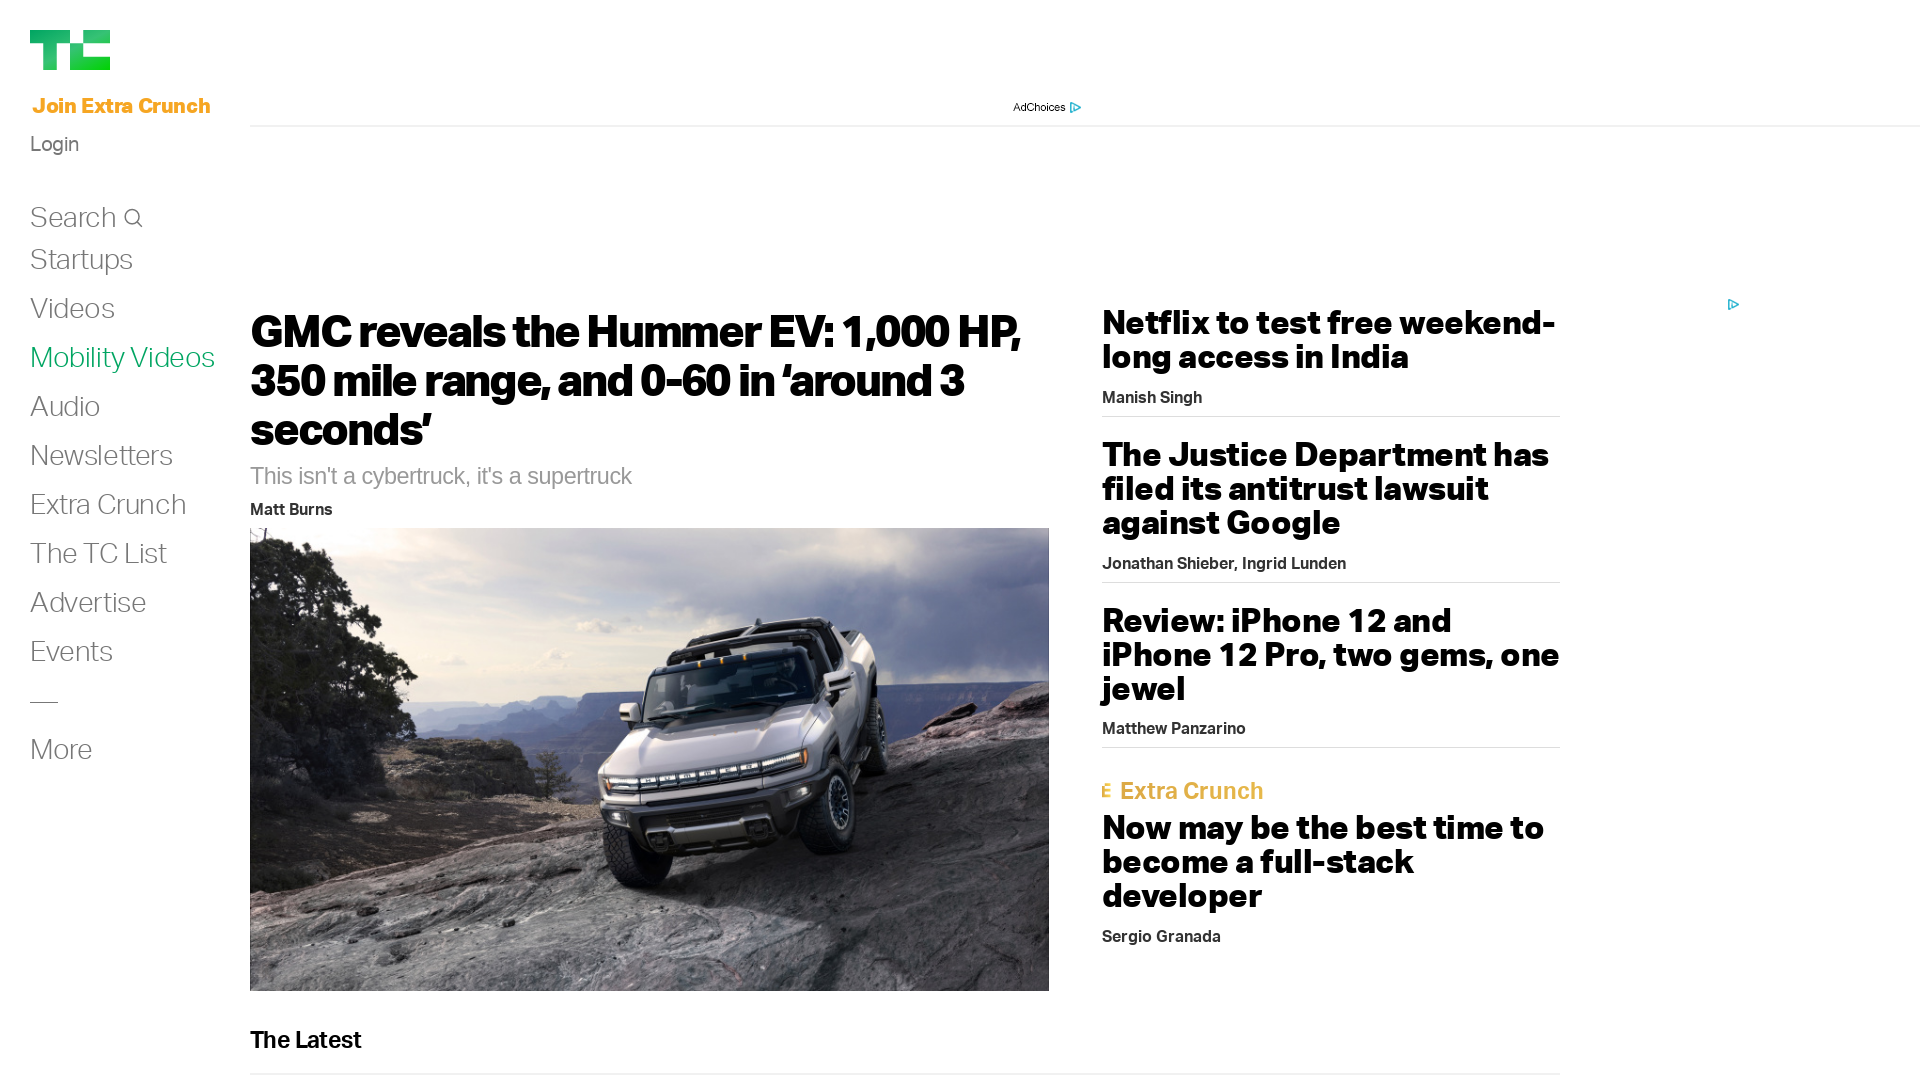 TC
Join Extra Crunch
Login
Search
Startups
Videos
Mobility Videos
Audio
Newsletters
Extra Crunch
The TC List
Advertise
Events
More
AdChoices
GMC reveals the Hummer EV: 1,000 HP,
350 mile range, and 0-60 in ‘around 3
seconds’
This isn't a cybertruck, it's a supertruck
Matt Burns
HUMMER
Netflix to test free weekend-
long access in India
Manish Singh
The Justice Department has
filed its antitrust lawsuit
against Google
Jonathan Shieber, Ingrid Lunden
Review: iPhone 12 and
iPhone 12 Pro, two gems, one
jewel
Matthew Panzarino
Extra Crunch
Now may be the best time to
become a full-stack
developer
Sergio Granada
The Latest